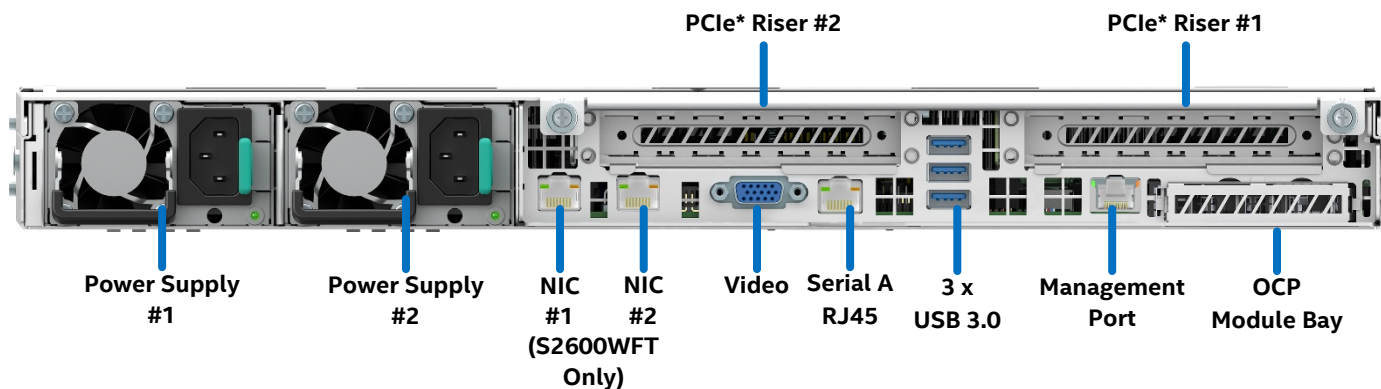 PCIe* Riser #2
PCIe* Riser #1
Power Supply
#1
Power Supply
#2
NIC
#1
NIC
#2
(S2600WFT
Only)
Video
Serial A
RJ45
3 x
USB 3.0
Management
Port
OCP
Module Bay